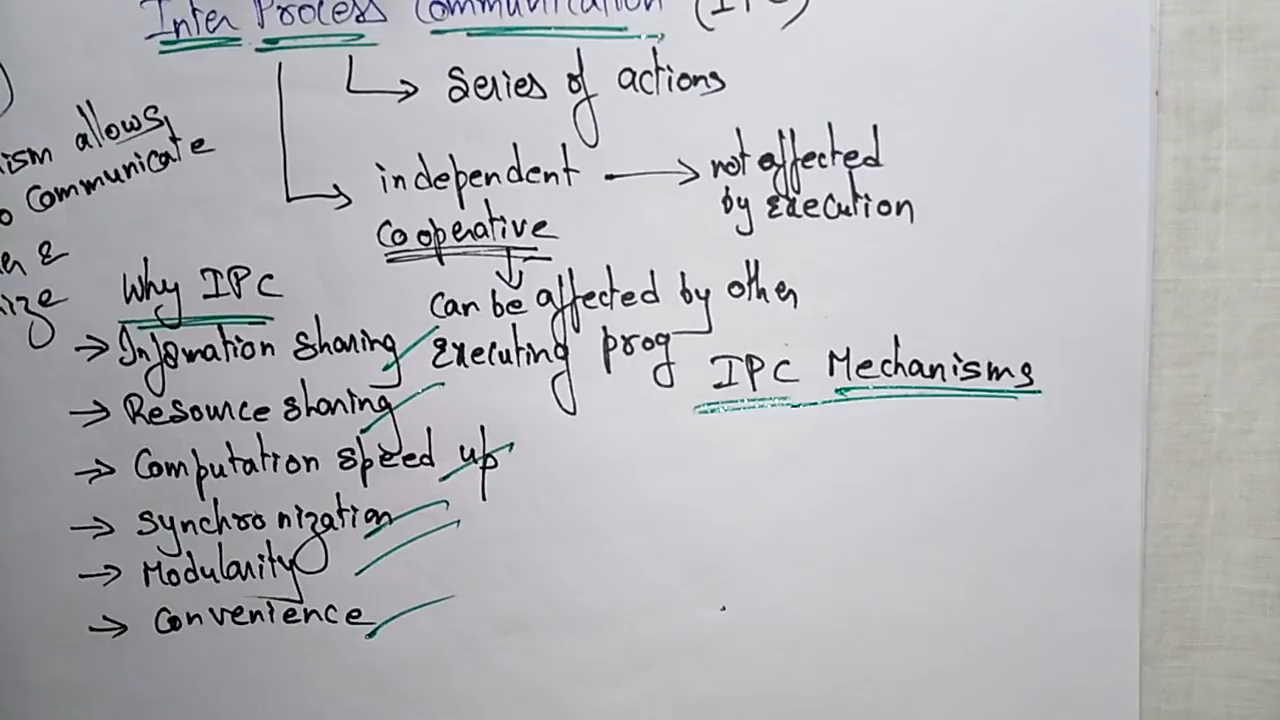 Inter Process Communication (IPC)
→ Series of actions
→ independent → not affected
by execution
cooperative
can be affected by other
executing prog
allows
communicate
&
Why IPC
→ Information sharing
→ Resource sharing
→ Computation speed up
→ Synchronization
→ Modularity
→ Convenience
IPC Mechanisms